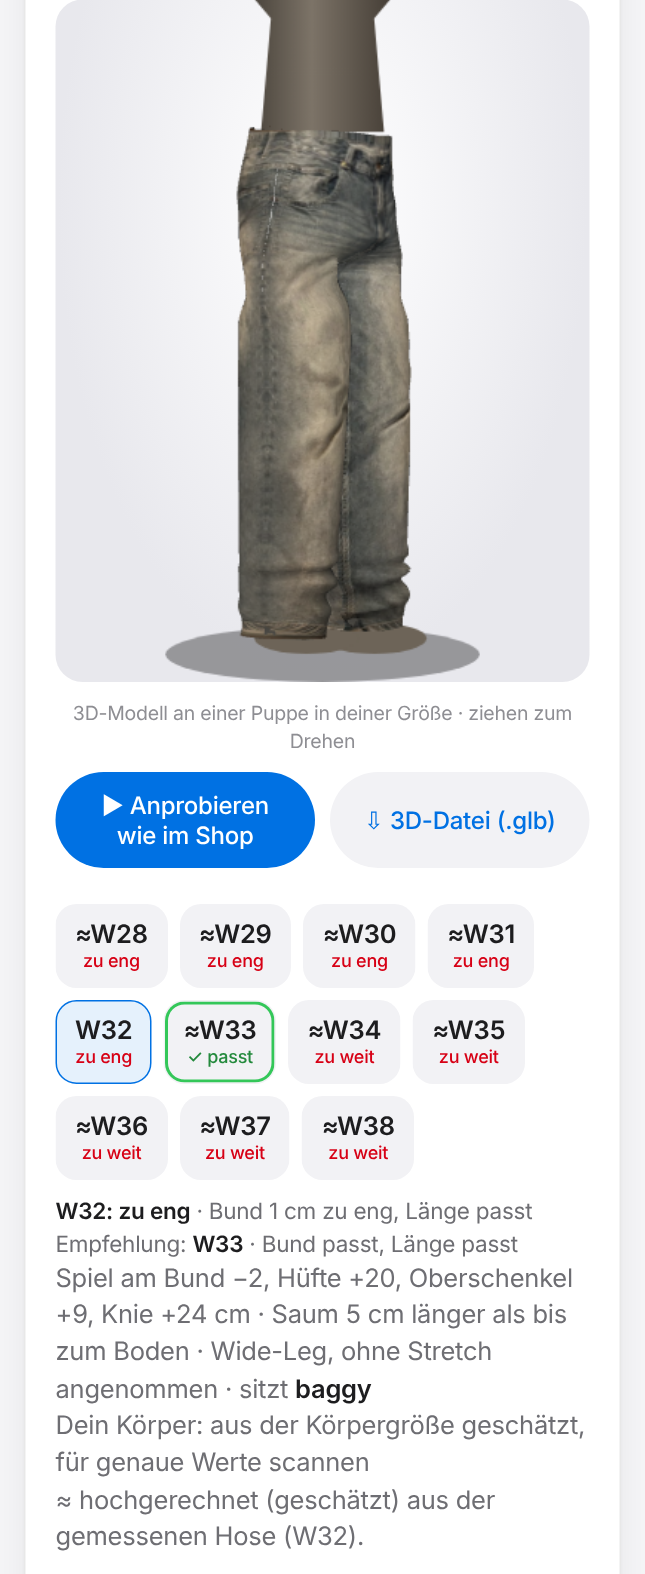 3D-Modell an einer Puppe in deiner Größe · ziehen zum
Drehen
▶ Anprobieren
wie im Shop
⇩ 3D-Datei (.glb)
≈W28
zu eng
≈W29
zu eng
≈W30
zu eng
≈W31
zu eng
W32
zu eng
≈W33
✓ passt
≈W34
zu weit
≈W35
zu weit
≈W36
zu weit
≈W37
zu weit
≈W38
zu weit
W32: zu eng · Bund 1 cm zu eng, Länge passt
Empfehlung: W33 · Bund passt, Länge passt
Spiel am Bund −2, Hüfte +20, Oberschenkel
+9, Knie +24 cm · Saum 5 cm länger als bis
zum Boden · Wide-Leg, ohne Stretch
angenommen · sitzt baggy
Dein Körper: aus der Körpergröße geschätzt,
für genaue Werte scannen
≈ hochgerechnet (geschätzt) aus der
gemessenen Hose (W32).